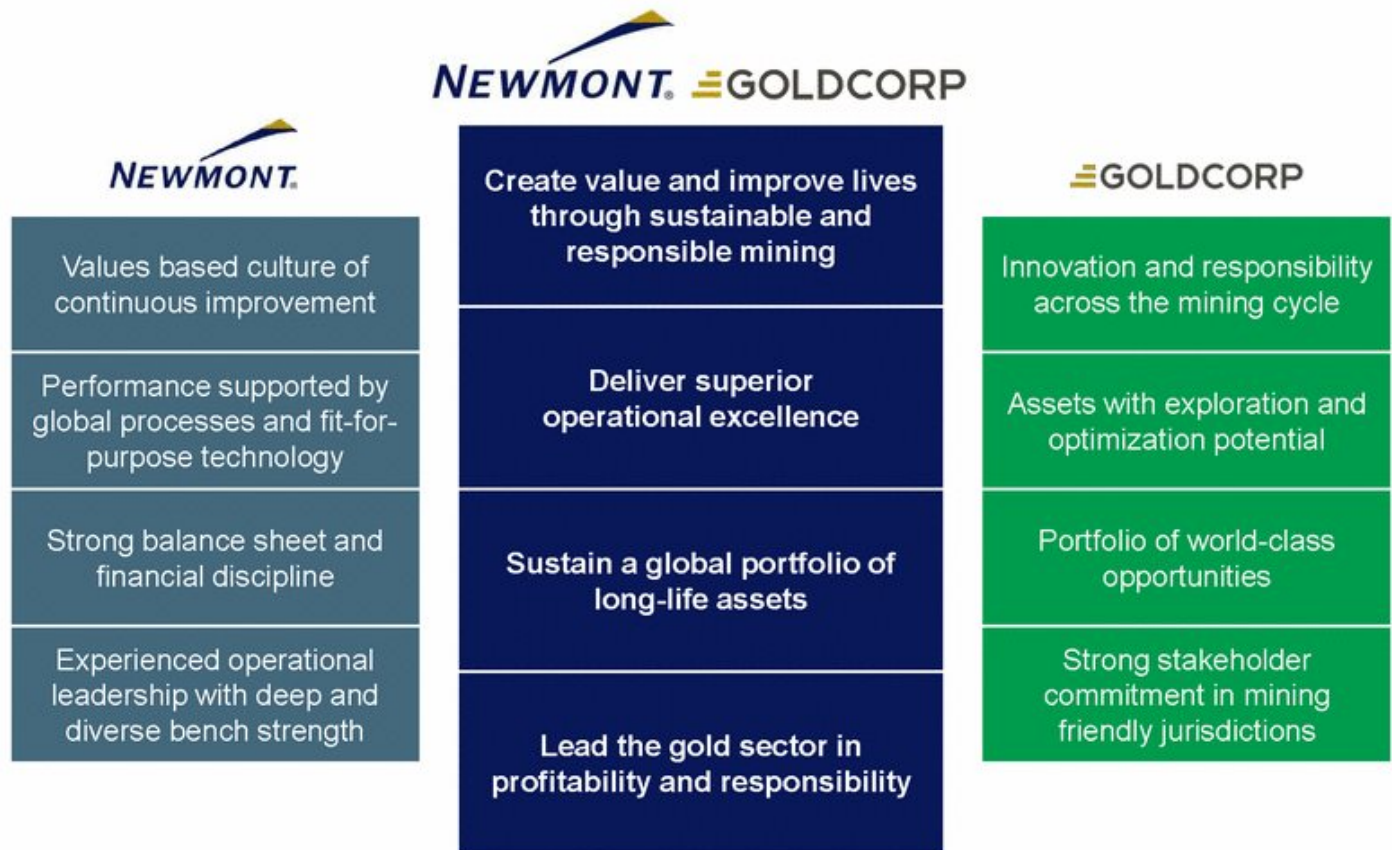 NEWMONT®
GOLDCORP
NEWMONT®
Values based culture of
continuous improvement
Performance supported by
global processes and fit-for-
purpose technology
Strong balance sheet and
financial discipline
Experienced operational
leadership with deep and
diverse bench strength
Create value and improve lives
through sustainable and
responsible mining
Deliver superior
operational excellence
Sustain a global portfolio of
long-life assets
Lead the gold sector in
profitability and responsibility
GOLDCORP
Innovation and responsibility
across the mining cycle
Assets with exploration and
optimization potential
Portfolio of world-class
opportunities
Strong stakeholder
commitment in mining
friendly jurisdictions